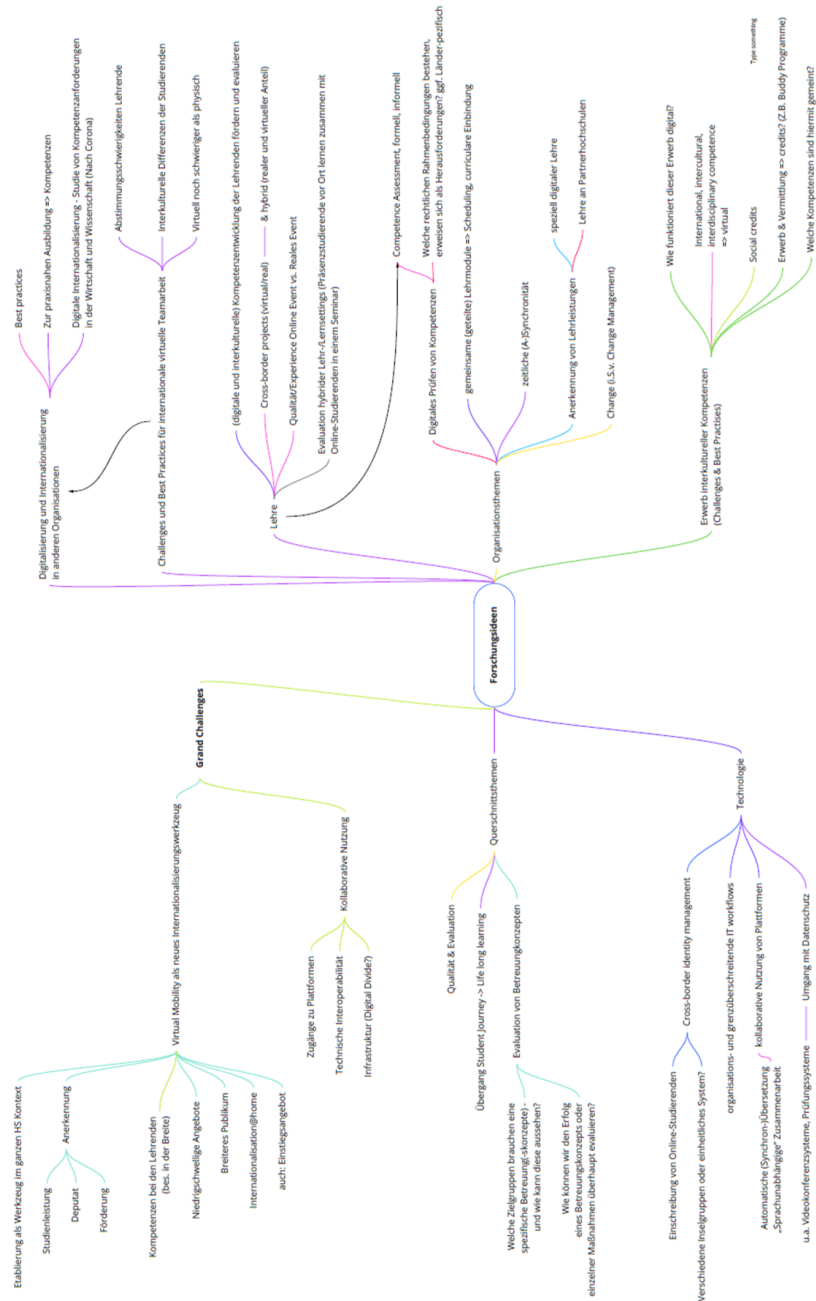 Forschungsideen
Grand Challenges
Virtual Mobility als neues Internationalisierungswerkzeug
Etablierung als Werkzeug im ganzen HS Kontext
Anerkennung
Studienleistung
Deputat
Förderung
Kompetenzen bei den Lehrenden
(bes. in der Breite)
Niedrigschwellige Angebote
Breiteres Publikum
Internationalisation@home
auch: Einstiegsangebot
Kollaborative Nutzung
Zugänge zu Plattformen
Technische Interoperabilität
Infrastruktur (Digital Divide?)
Querschnittsthemen
Qualität & Evaluation
Übergang Student Journey -> Life long learning
Evaluation von Betreuungkonzepten
Welche Zielgruppen brauchen eine
spezifische Betreuung(-skonzepte) -
und wie kann diese aussehen?
Wie können wir den Erfolg
eines Betreuungskonzepts oder
einzelner Maßnahmen überhaupt evaluieren?
Technologie
Cross-border identity management
Einschreibung von Online-Studierenden
Verschiedene Inselgruppen oder einheitliches System?
organisations- und grenzüberschreitende IT workflows
kollaborative Nutzung von Plattformen
Automatische (Synchron-)Übersetzung
„Sprachunabhängige" Zusammenarbeit
Umgang mit Datenschutz
u.a. Videokonferenzsysteme, Prüfungssysteme
Digitalisierung und Internationalisierung
in anderen Organisationen
Best practices
Zur praxisnahen Ausbildung => Kompetenzen
Digitale Internationalisierung - Studie von Kompetenzanforderungen
in der Wirtschaft und Wissenschaft (Nach Corona)
Challenges und Best Practices für internationale virtuelle Teamarbeit
Abstimmungsschwierigkeiten Lehrende
Interkulturelle Differenzen der Studierenden
Virtuell noch schwieriger als physisch
Lehre
(digitale und interkulturelle) Kompetenzentwicklung der Lehrenden fördern und evaluieren
Cross-border projects (virtual/real)
& hybrid (realer und virtueller Anteil)
Qualität/Experience Online Event vs. Reales Event
Evaluation hybrider Lehr-/Lernsettings (Präsenzstudierende vor Ort lernen zusammen mit
Online-Studierenden in einem Seminar)
Organisationsthemen
Digitales Prüfen von Kompetenzen
Competence Assessment, formell, informell
Welche rechtlichen Rahmenbedingungen bestehen,
erweisen sich als Herausforderungen? ggf. Länder-pezifisch
gemeinsame (geteilte) Lehrmodule => Scheduling, curriculare Einbindung
zeitliche (A-)Synchronität
Anerkennung von Lehrleistungen
speziell digitaler Lehre
Lehre an Partnerhochschulen
Change (i.S.v. Change Management)
Erwerb interkultureller Kompetenzen
(Challenges & Best Practises)
Wie funktioniert dieser Erwerb digital?
International, intercultural,
interdisciplinary competence
=> virtual
Social credits
Erwerb & Vermittlung => credits? (Z.B. Buddy Programme)
Welche Kompetenzen sind hiermit gemeint?
Type something